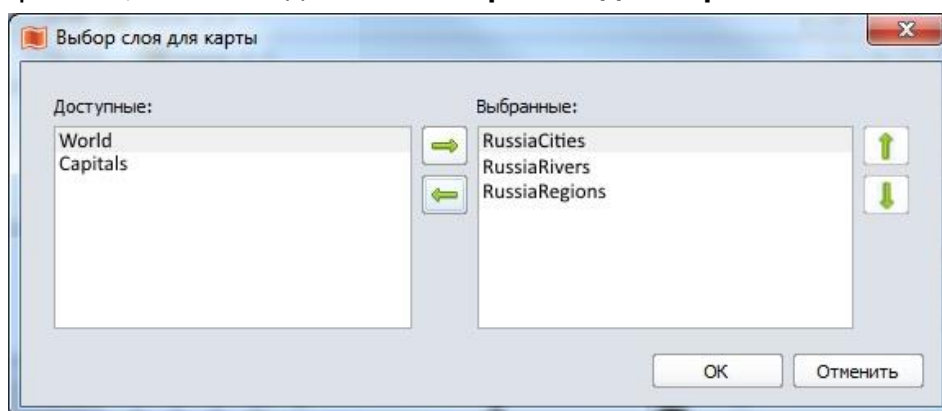 Выбор слоя для карты
Доступные:
World
Capitals
Выбранные:
RussiaCities
RussiaRivers
RussiaRegions
OK
Отменить